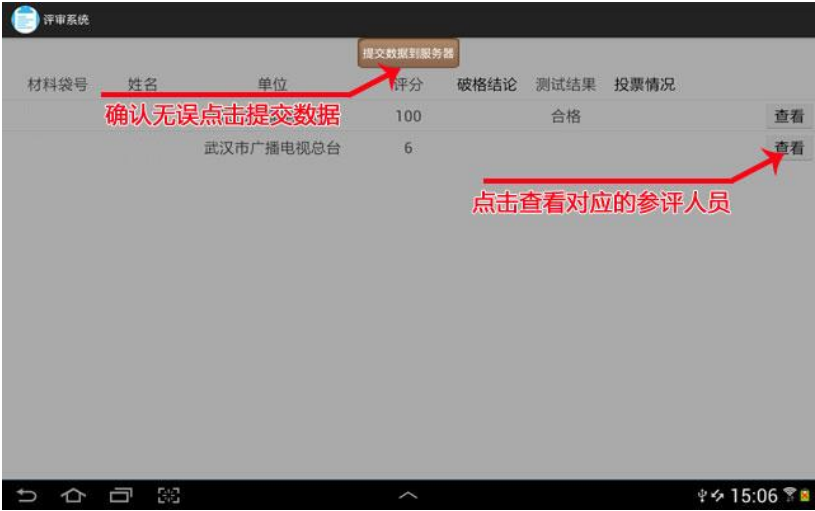 评审系统
提交数据到服务器
材料袋号 姓名 单位 评分 破格结论 测试结果 投票情况
确认无误点击提交数据 100 合格 查看
武汉市广播电视总台 6 查看
点击查看对应的参评人员
15:06